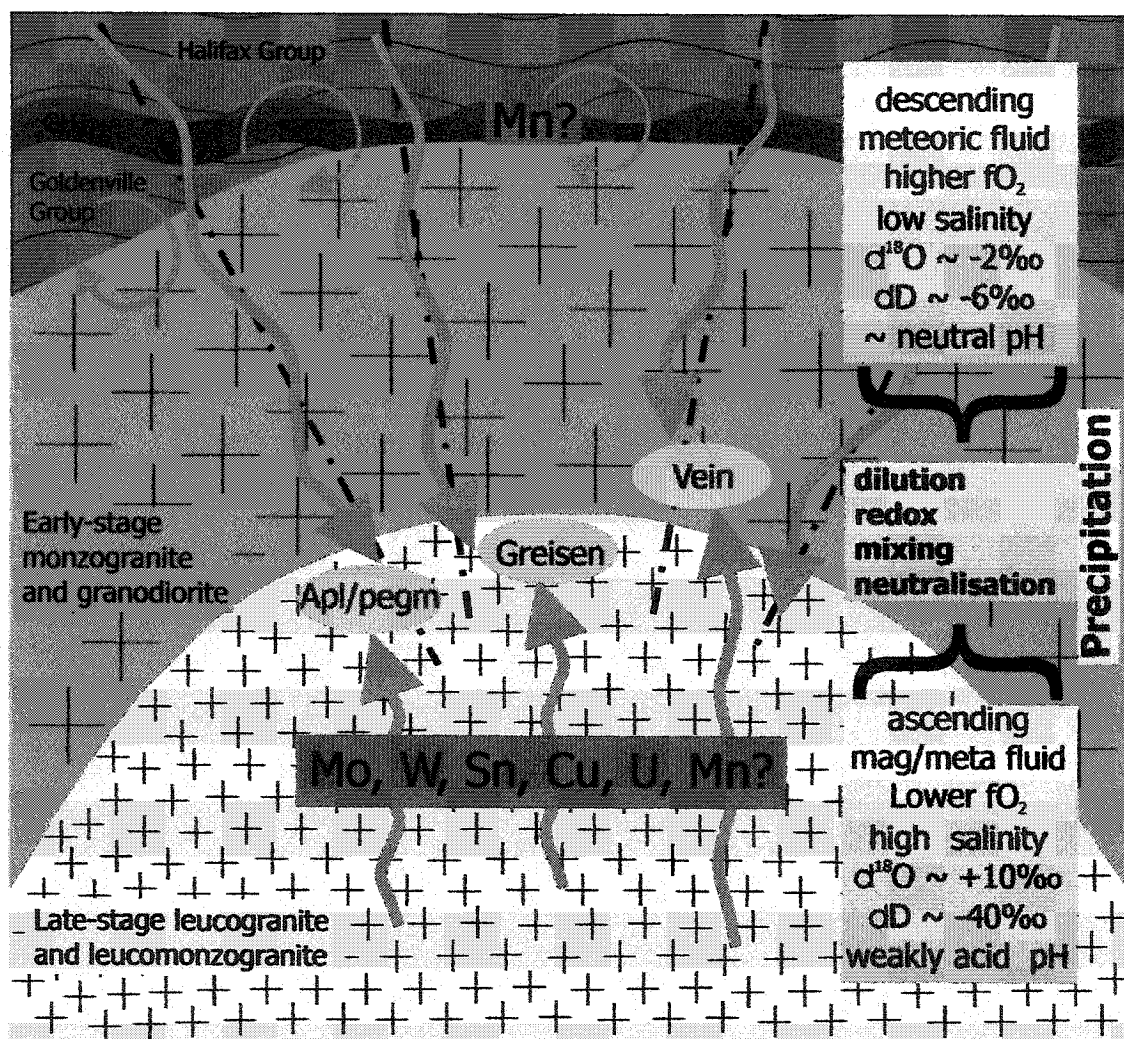 Halifax Group
Mn?
Goldenville
Group
descending
meteoric fluid
higher fO₂
low salinity
d¹⁸O ~ -2‰
dD ~ -6‰
~ neutral pH
Vein
Greisen
Apl/pegm
Early-stage
monzogranite
and granodiorite
dilution
redox
mixing
neutralisation
Precipitation
Mo, W, Sn, Cu, U, Mn?
ascending
mag/meta fluid
Lower fO₂
high salinity
d¹⁸O ~ +10‰
dD ~ -40‰
weakly acid pH
Late-stage leucogranite
and leucomonzogranite